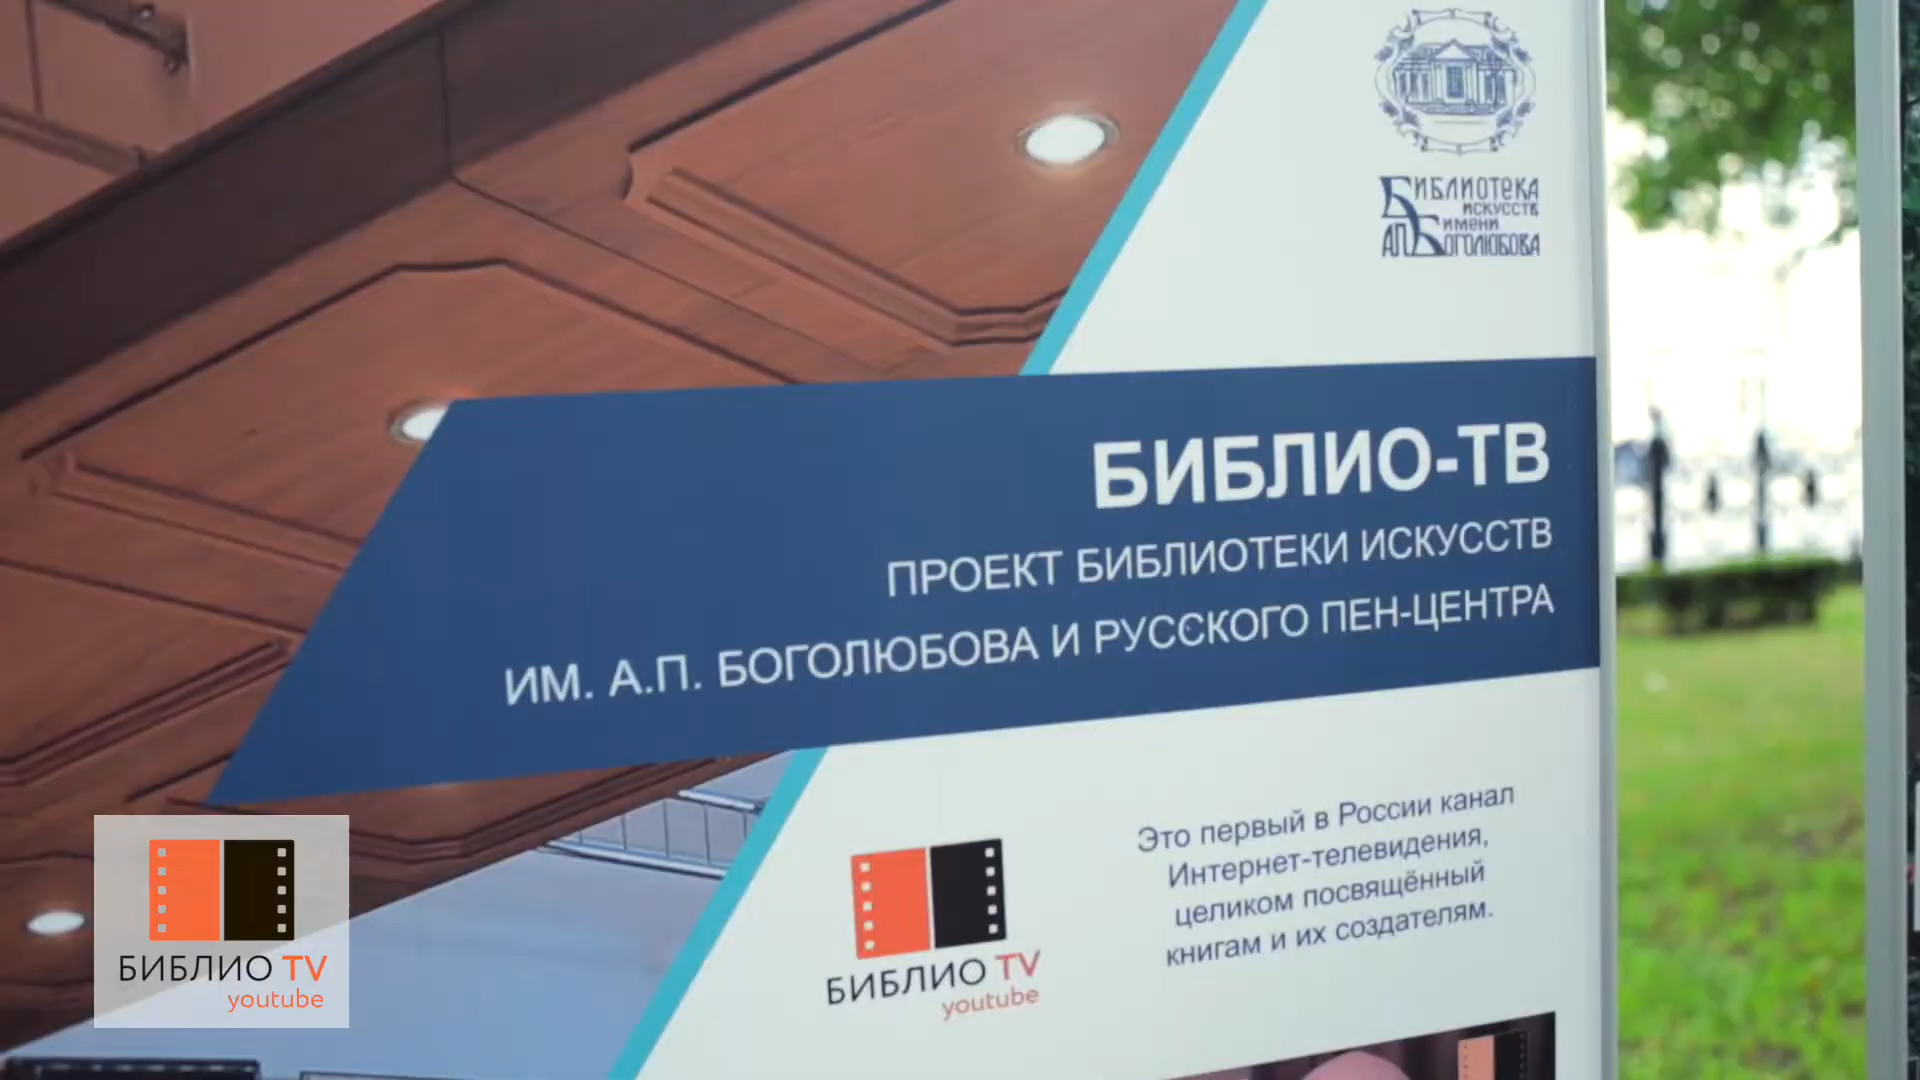 БИБЛИОТЕКА
ИСКУССТВ
ИМЕНИ
А.П. БОГОЛЮБОВА
БИБЛИО-ТВ
ПРОЕКТ БИБЛИОТЕКИ ИСКУССТВ
ИМ. А.П. БОГОЛЮБОВА И РУССКОГО ПЕН-ЦЕНТРА
Это первый в России канал
Интернет-телевидения,
целиком посвящённый
книгам и их создателям.
БИБЛИО TV
youtube
БИБЛИО TV
youtube